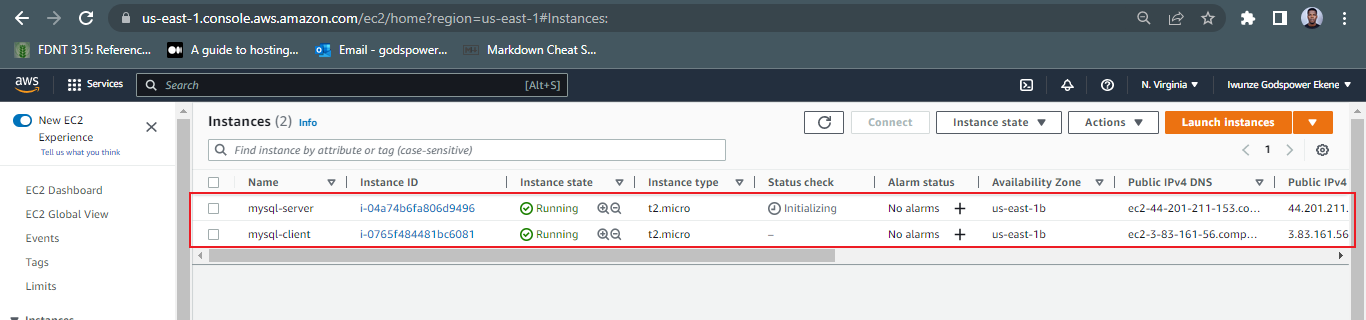 us-east-1.console.aws.amazon.com/ec2/home?region=us-east-1#Instances:
FDNT 315: Referenc... A guide to hosting... Email - godspower... Markdown Cheat S...
aws Services Search [Alt+S] N. Virginia Iwunze Godspower Ekene
New EC2 Experience
Tell us what you think
EC2 Dashboard
EC2 Global View
Events
Tags
Limits
Instances
Instances (2) Info Connect Instance state Actions Launch instances
Find instance by attribute or tag (case-sensitive)
1
Name Instance ID Instance state Instance type Status check Alarm status Availability Zone Public IPv4 DNS Public IPv4
mysql-server i-04a74b6fa806d9496 Running t2.micro Initializing No alarms + us-east-1b ec2-44-201-211-153.co... 44.201.211.
mysql-client i-0765f484481bc6081 Running t2.micro – No alarms + us-east-1b ec2-3-83-161-56.comp... 3.83.161.56